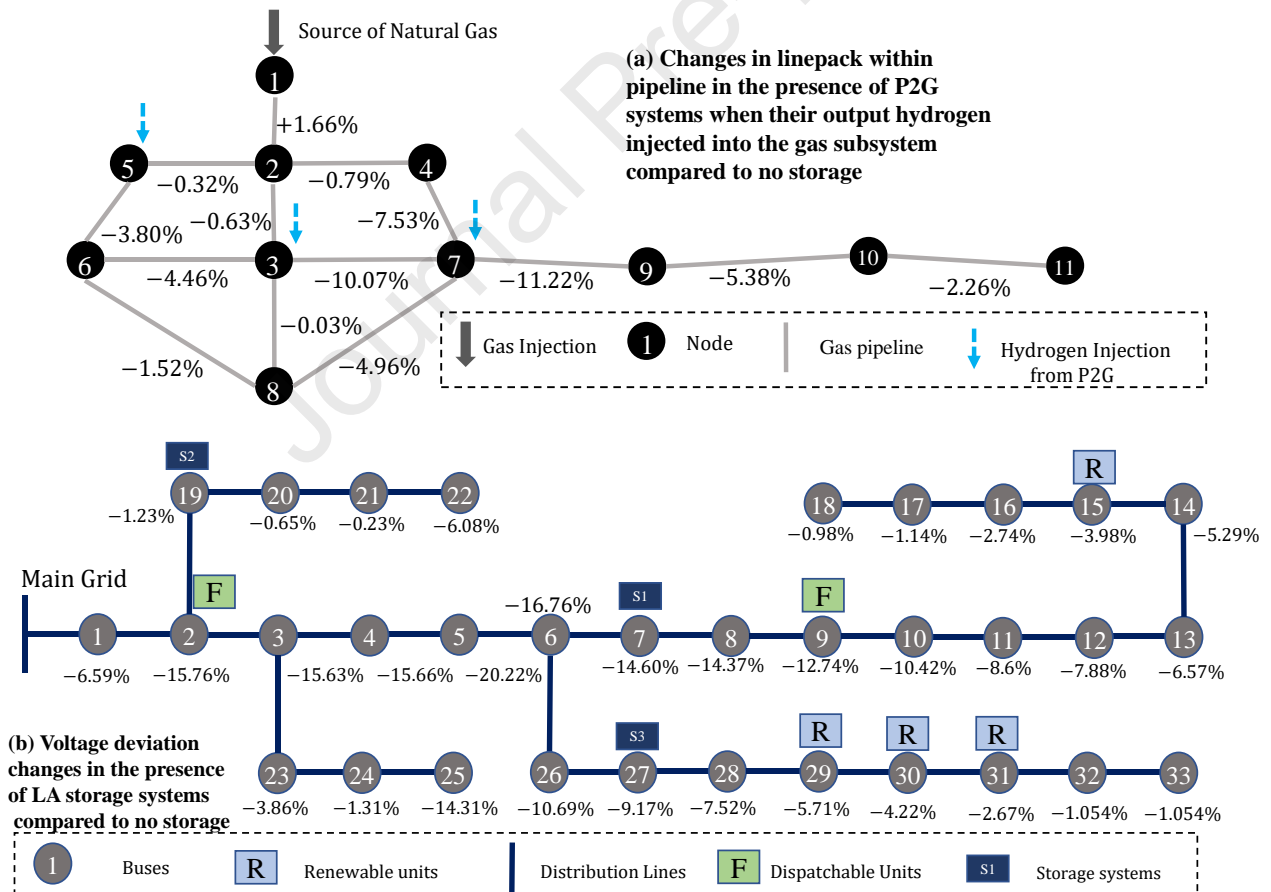 Source of Natural Gas
(a) Changes in linepack within
pipeline in the presence of P2G
systems when their output hydrogen
injected into the gas subsystem
compared to no storage
1
+1.66%
5
2
4
−0.32%
−0.79%
−3.80%
−0.63%
−7.53%
6
3
7
9
10
11
−4.46%
−10.07%
−11.22%
−5.38%
−2.26%
−0.03%
−1.52%
−4.96%
8
Gas Injection
1
Node
Gas pipeline
Hydrogen Injection
from P2G
Journal Pre-
S2
R
19
20
21
22
18
17
16
15
14
−1.23%
−0.65%
−0.23%
−6.08%
−0.98%
−1.14%
−2.74%
−3.98%
−5.29%
Main Grid
F
−16.76%
S1
F
1
2
3
4
5
6
7
8
9
10
11
12
13
−6.59%
−15.76%
−15.63%
−15.66%
−20.22%
−14.60%
−14.37%
−12.74%
−10.42%
−8.6%
−7.88%
−6.57%
(b) Voltage deviation
changes in the presence
of LA storage systems
compared to no storage
S3
R
R
R
23
24
25
26
27
28
29
30
31
32
33
−3.86%
−1.31%
−14.31%
−10.69%
−9.17%
−7.52%
−5.71%
−4.22%
−2.67%
−1.054%
−1.054%
1
Buses
R
Renewable units
Distribution Lines
F
Dispatchable Units
S1
Storage systems